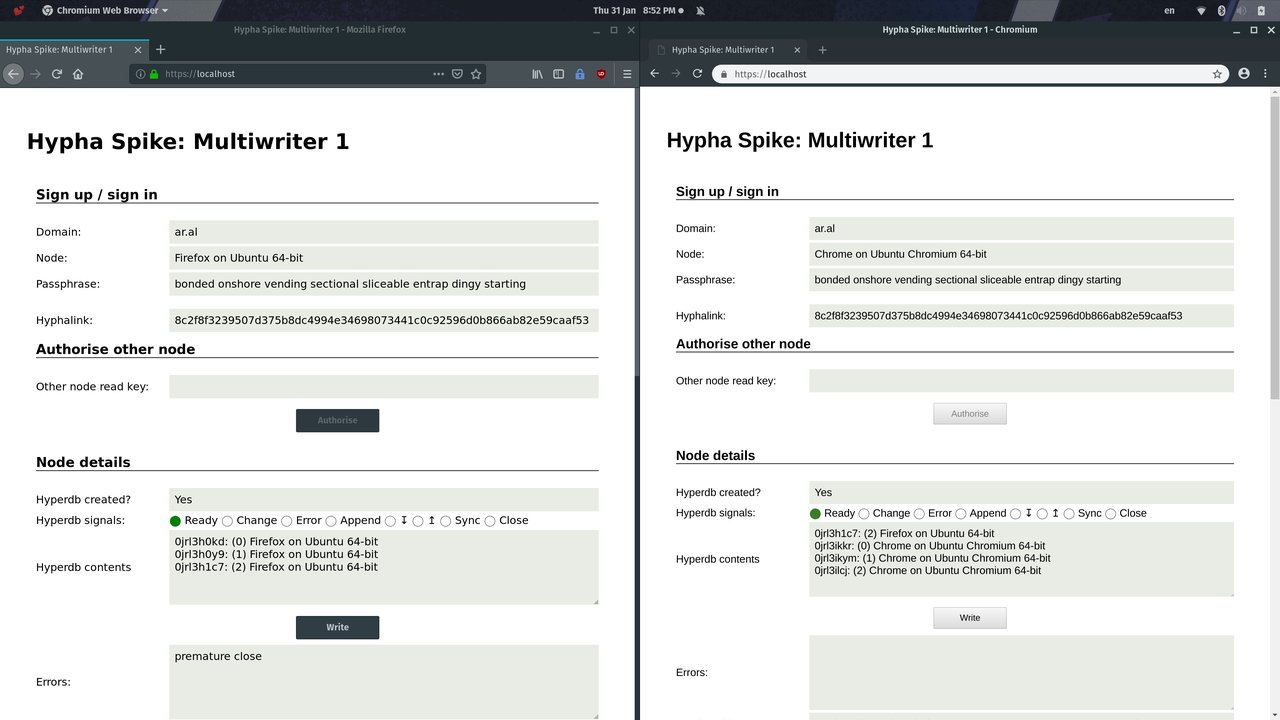 Chromium Web Browser
Thu 31 Jan 8:52 PM
en
Hypha Spike: Multiwriter 1 - Mozilla Firefox
Hypha Spike: Multiwriter 1
https://localhost
Hypha Spike: Multiwriter 1
Sign up / sign in
Domain: ar.al
Node: Firefox on Ubuntu 64-bit
Passphrase: bonded onshore vending sectional sliceable entrap dingy starting
Hyphalink: 8c2f8f3239507d375b8dc4994e34698073441c0c92596d0b866ab82e59caaf53
Authorise other node
Other node read key:
Authorise
Node details
Hyperdb created? Yes
Hyperdb signals: Ready Change Error Append ↧ ↥ Sync Close
Hyperdb contents
0jrl3h0kd: (0) Firefox on Ubuntu 64-bit
0jrl3h0y9: (1) Firefox on Ubuntu 64-bit
0jrl3h1c7: (2) Firefox on Ubuntu 64-bit
Write
Errors: premature close
Hypha Spike: Multiwriter 1 - Chromium
Hypha Spike: Multiwriter 1
https://localhost
Hypha Spike: Multiwriter 1
Sign up / sign in
Domain: ar.al
Node: Chrome on Ubuntu Chromium 64-bit
Passphrase: bonded onshore vending sectional sliceable entrap dingy starting
Hyphalink: 8c2f8f3239507d375b8dc4994e34698073441c0c92596d0b866ab82e59caaf53
Authorise other node
Other node read key:
Authorise
Node details
Hyperdb created? Yes
Hyperdb signals: Ready Change Error Append ↧ ↥ Sync Close
Hyperdb contents
0jrl3h1c7: (2) Firefox on Ubuntu 64-bit
0jrl3ikkr: (0) Chrome on Ubuntu Chromium 64-bit
0jrl3ikym: (1) Chrome on Ubuntu Chromium 64-bit
0jrl3ilcj: (2) Chrome on Ubuntu Chromium 64-bit
Write
Errors: